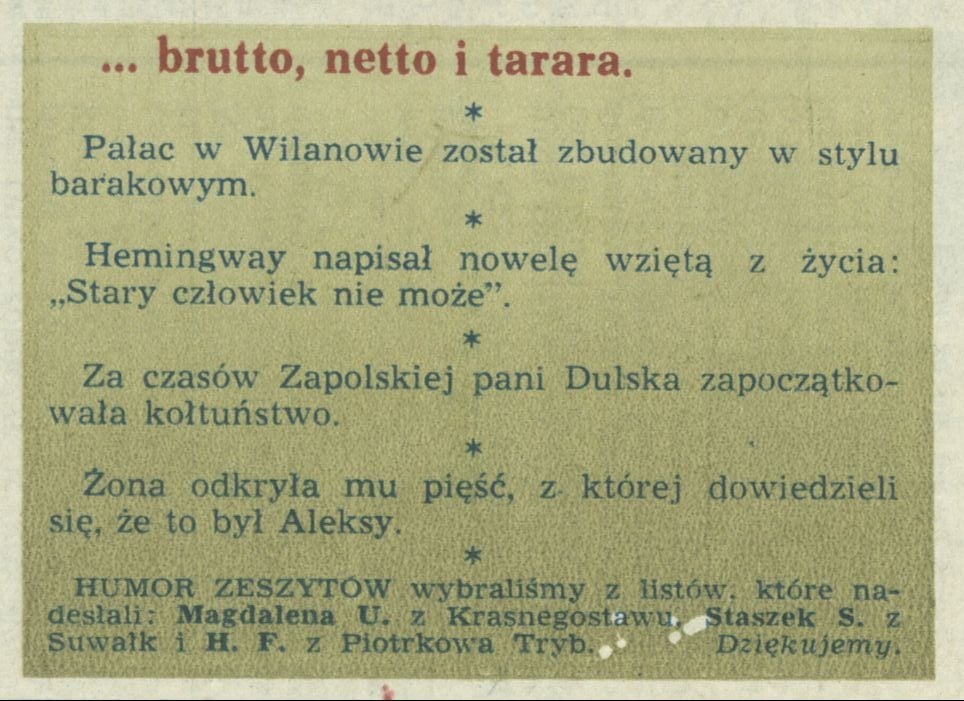 ... brutto, netto i tarara.
*
Pałac w Wilanowie został zbudowany w stylu
barakowym.
*
Hemingway napisał nowelę wziętą z życia:
„Stary człowiek nie może”.
*
Za czasów Zapolskiej pani Dulska zapoczątko-
wała kołtuństwo.
*
Żona odkryła mu pięść, z której dowiedzieli
się, że to był Aleksy.
*
HUMOR ZESZYTÓW wybraliśmy z listów, które na-
desłali: Magdalena U. z Krasnegostawu, Staszek S. z
Suwałk i H. F. z Piotrkowa Tryb. Dziękujemy.